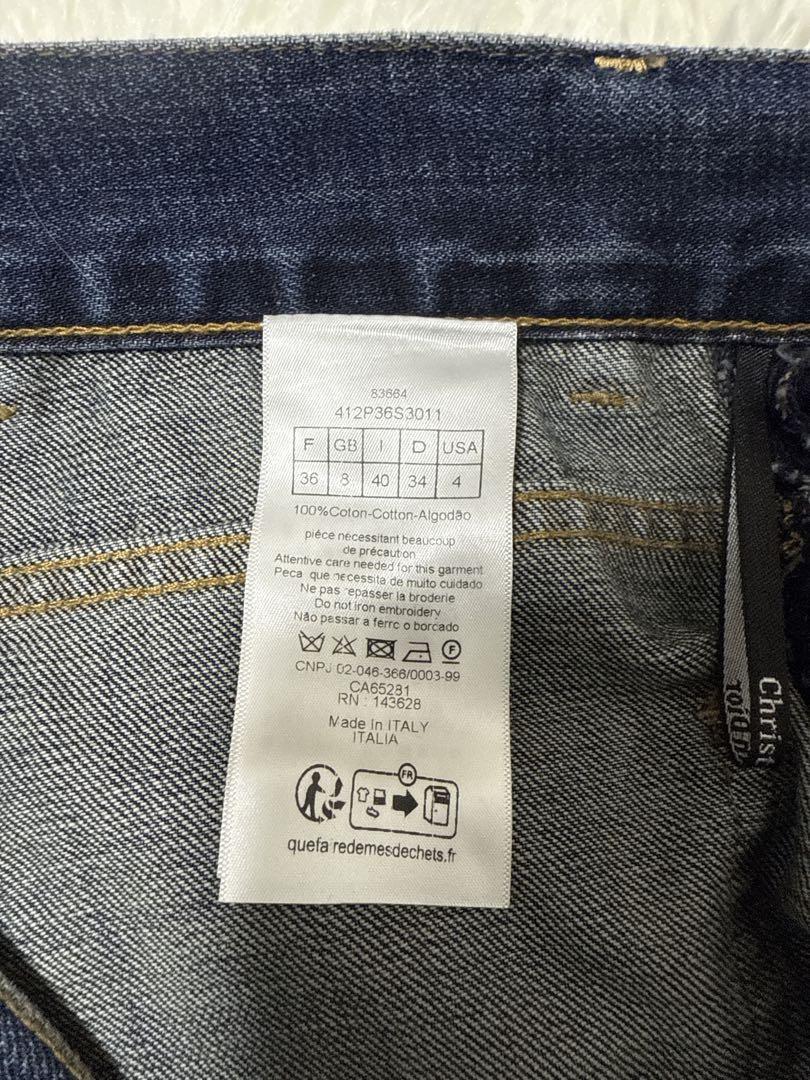 83664
412P36S3011
F GB I D USA
36 8 40 34 4
100%Coton-Cotton-Algodão
pièce nécessitant beaucoup
de précaution
Attentive care needed for this garment
Peca que necessita de muito cuidado
Ne pas repasser la broderie
Do not iron embroidery
Não passar a ferro o borcado
F
CNPJ 02-046-366/0003-99
CA65281
RN : 143628
Made in ITALY
ITALIA
FR
quefairedemesdechets.fr
Christ